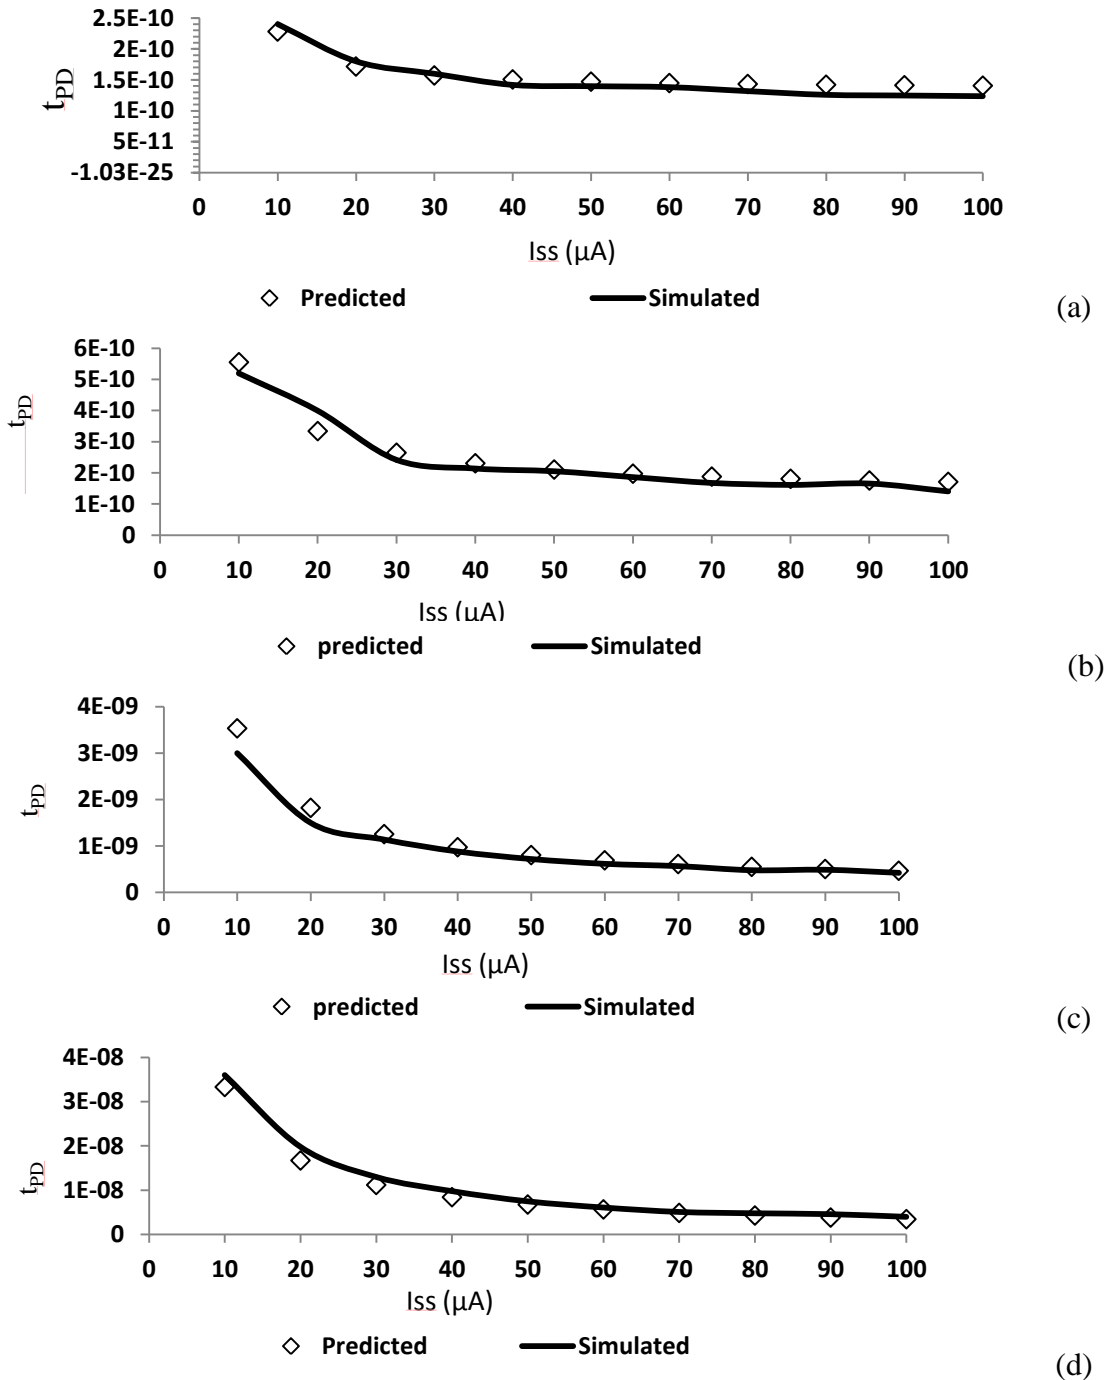 2.5E-10
2E-10
1.5E-10
1E-10
5E-11
-1.03E-25
tPD
0 10 20 30 40 50 60 70 80 90 100
Iss (µA)
Predicted Simulated
(a)
6E-10
5E-10
4E-10
3E-10
2E-10
1E-10
0
tPD
0 10 20 30 40 50 60 70 80 90 100
Iss (µA)
predicted Simulated
(b)
4E-09
3E-09
2E-09
1E-09
0
tPD
0 10 20 30 40 50 60 70 80 90 100
Iss (µA)
predicted Simulated
(c)
4E-08
3E-08
2E-08
1E-08
0
tPD
0 10 20 30 40 50 60 70 80 90 100
Iss (µA)
Predicted Simulated
(d)